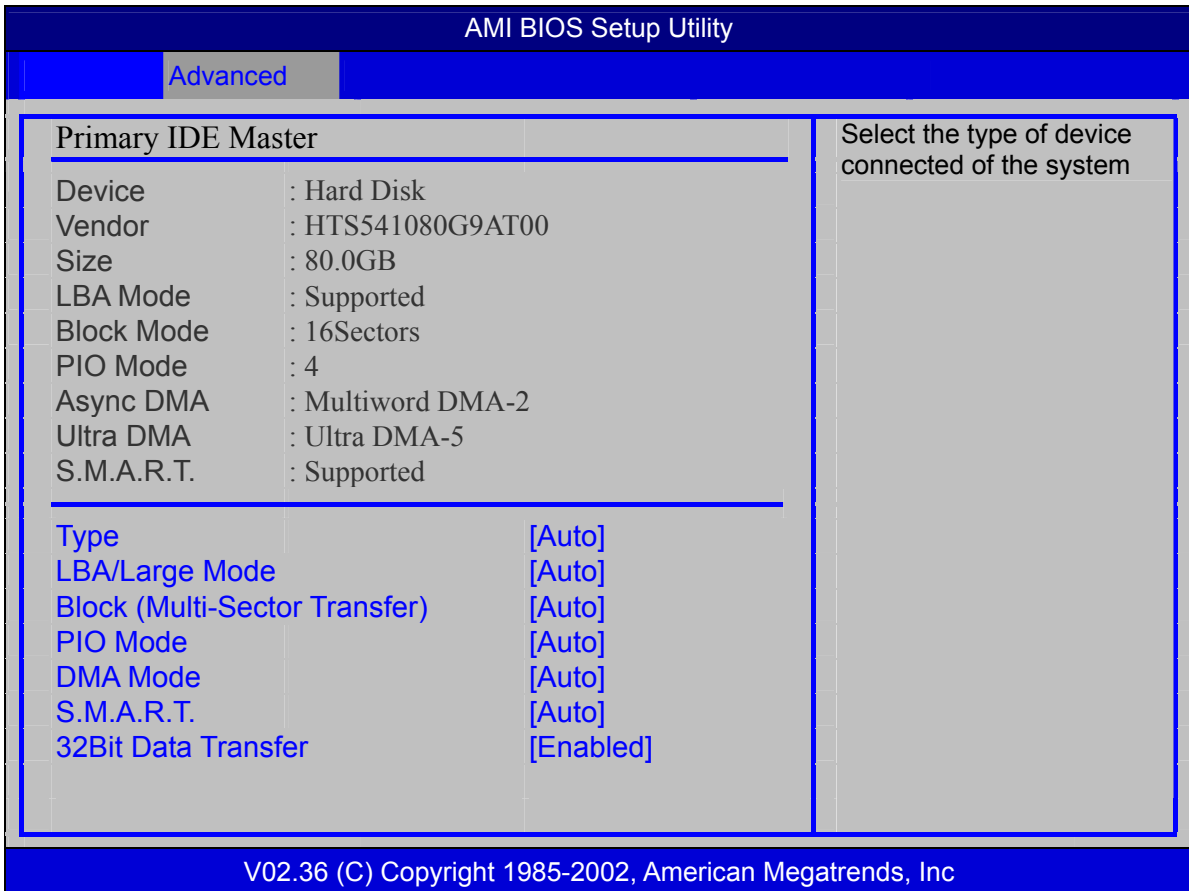 AMI BIOS Setup Utility
Advanced
Primary IDE Master
Device : Hard Disk
Vendor : HTS541080G9AT00
Size : 80.0GB
LBA Mode : Supported
Block Mode : 16Sectors
PIO Mode : 4
Async DMA : Multiword DMA-2
Ultra DMA : Ultra DMA-5
S.M.A.R.T. : Supported
Type [Auto]
LBA/Large Mode [Auto]
Block (Multi-Sector Transfer) [Auto]
PIO Mode [Auto]
DMA Mode [Auto]
S.M.A.R.T. [Auto]
32Bit Data Transfer [Enabled]
Select the type of device
connected of the system
V02.36 (C) Copyright 1985-2002, American Megatrends, Inc